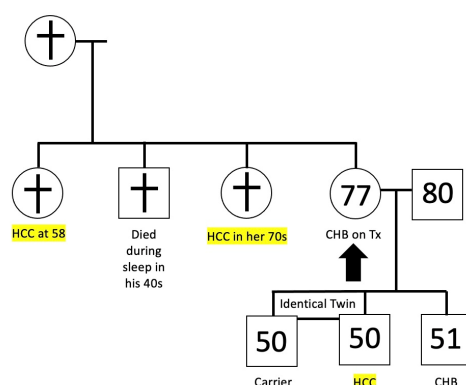 77
80
HCC at 58
Died
during
sleep in
his 40s
HCC in her 70s
CHB on Tx
Identical Twin
50
50
51
Carrier
HCC
CHB